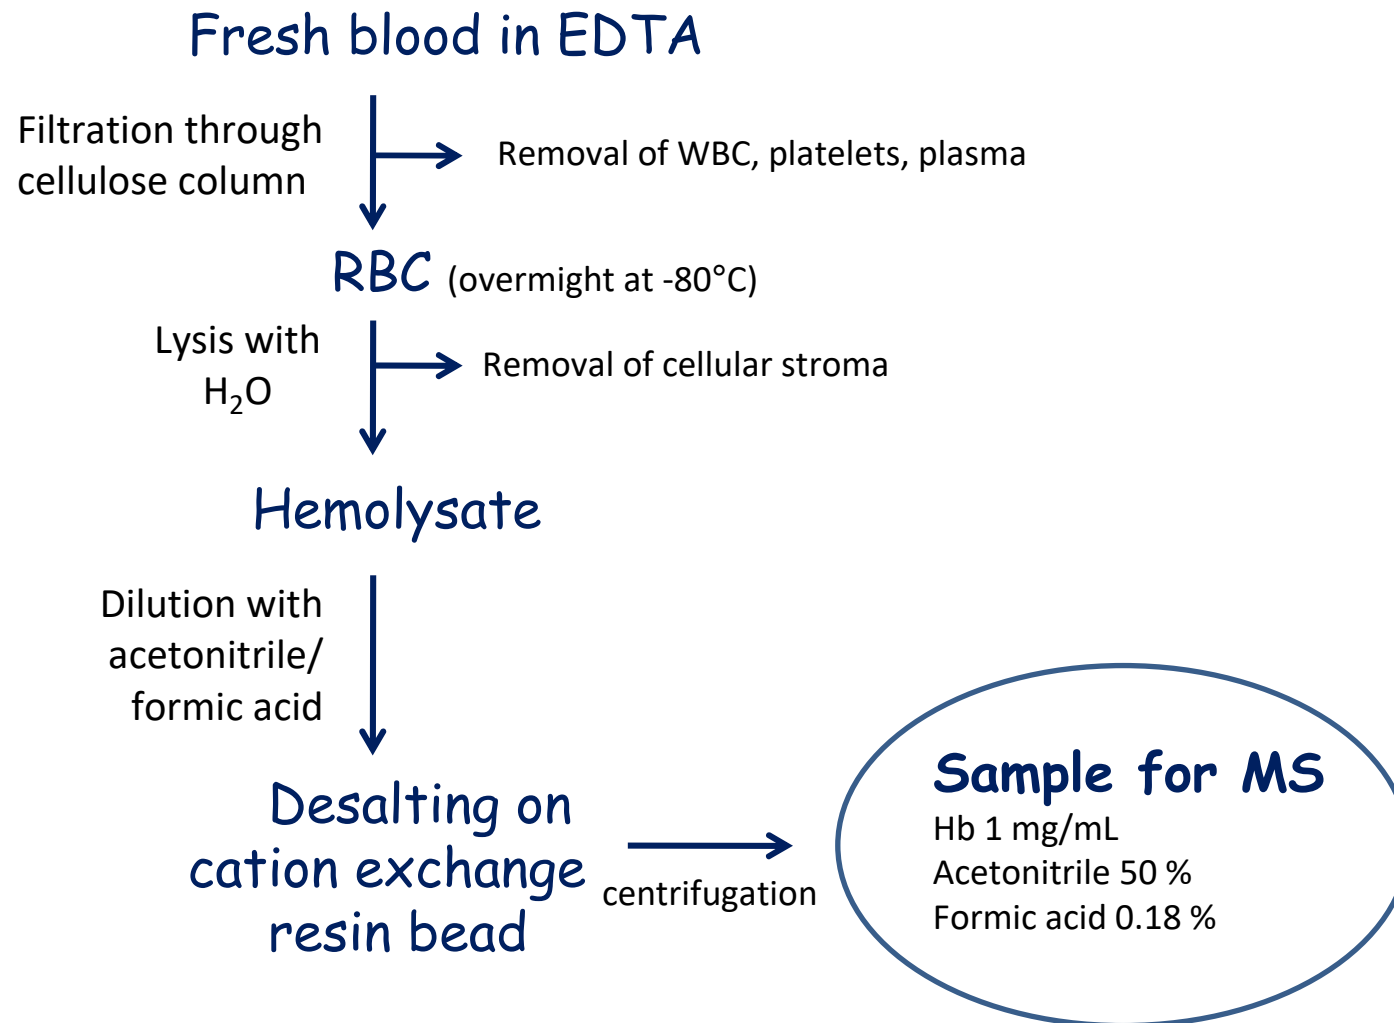 Fresh blood in EDTA
Filtration through
cellulose column
Removal of WBC, platelets, plasma
RBC (overmight at -80°C)
Lysis with
H₂O
Removal of cellular stroma
Hemolysate
Dilution with
acetonitrile/
formic acid
Desalting on
cation exchange
resin bead
centrifugation
Sample for MS
Hb 1 mg/mL
Acetonitrile 50 %
Formic acid 0.18 %